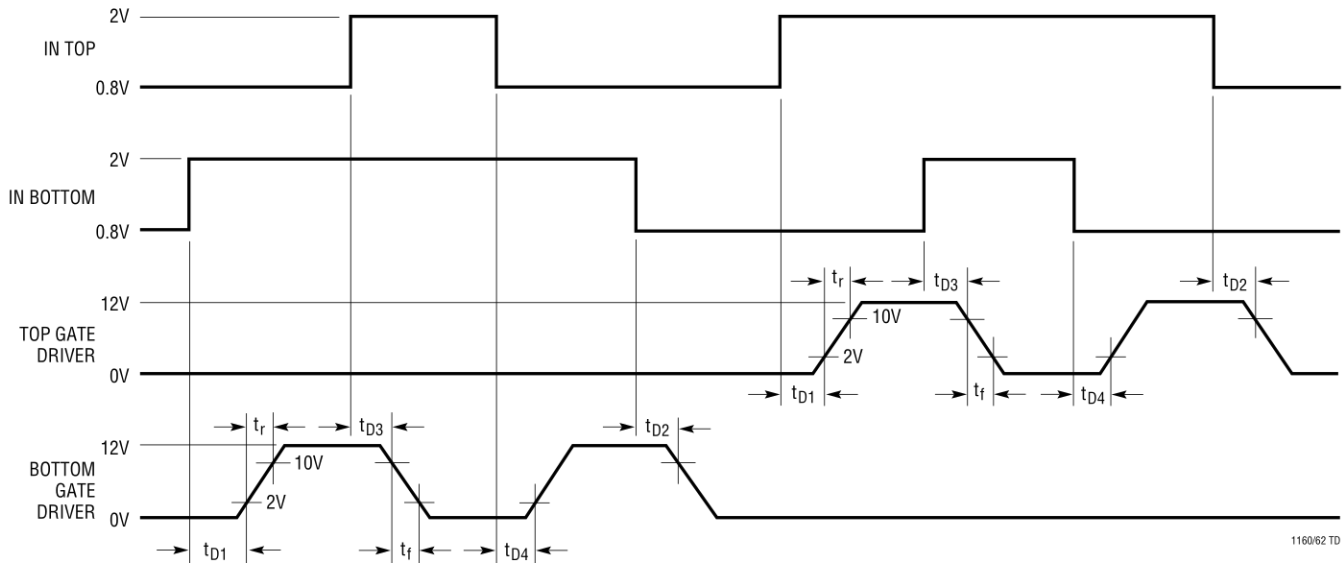 2V
IN TOP
0.8V
2V
IN BOTTOM
0.8V
tr
tD3
tD2
12V
10V
TOP GATE
DRIVER
2V
0V
tD1
tf
tD4
tr
tD3
tD2
12V
10V
BOTTOM
GATE
DRIVER
2V
0V
tD1
tf
tD4
1160/62 TD